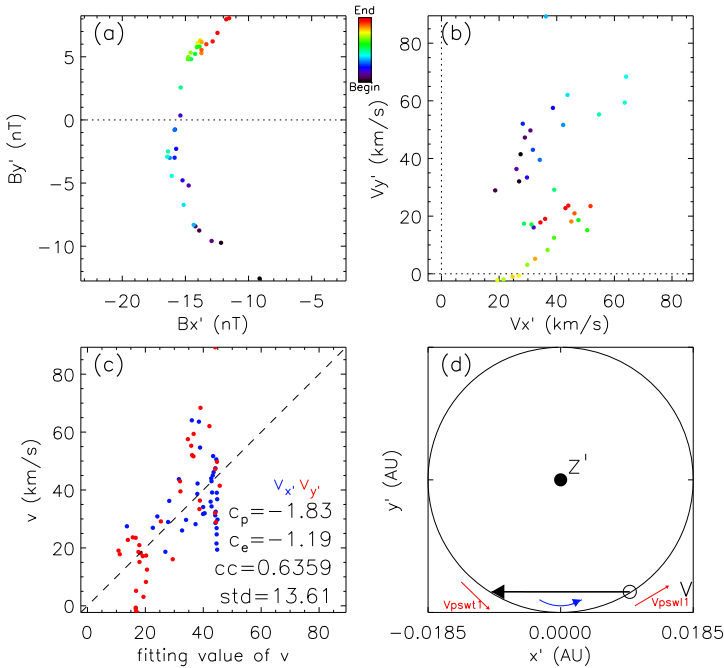 (a)
5
0
−5
−10
By' (nT)
−20
−15
−10
−5
Bx' (nT)
End
Begin
(b)
80
60
40
20
0
Vy' (km/s)
0
20
40
60
80
Vx' (km/s)
(c)
80
60
40
20
0
v (km/s)
Vx' Vy'
cp=−1.83
ce=−1.19
cc=0.6359
std=13.61
0
20
40
60
80
fitting value of v
(d)
y' (AU)
Z'
V
Vpswt1
Vpswl1
−0.0185
0.0000
0.0185
x' (AU)